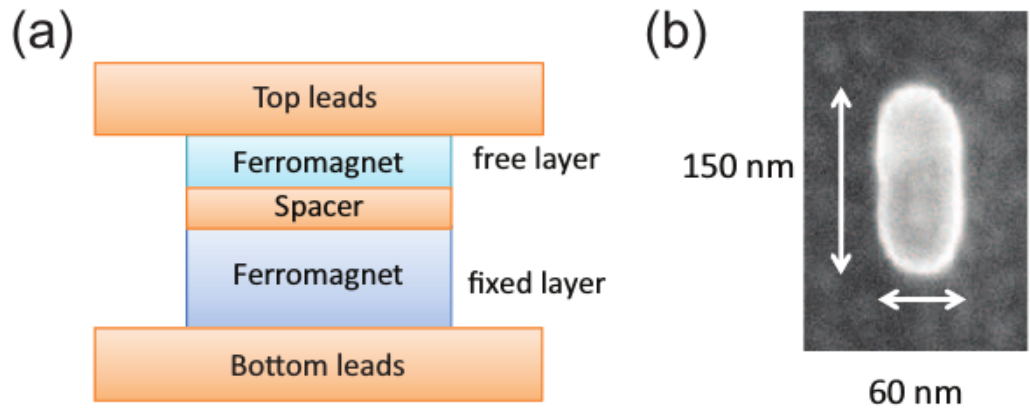 (a)
Top leads
Ferromagnet
free layer
Spacer
Ferromagnet
fixed layer
Bottom leads
(b)
150 nm
60 nm